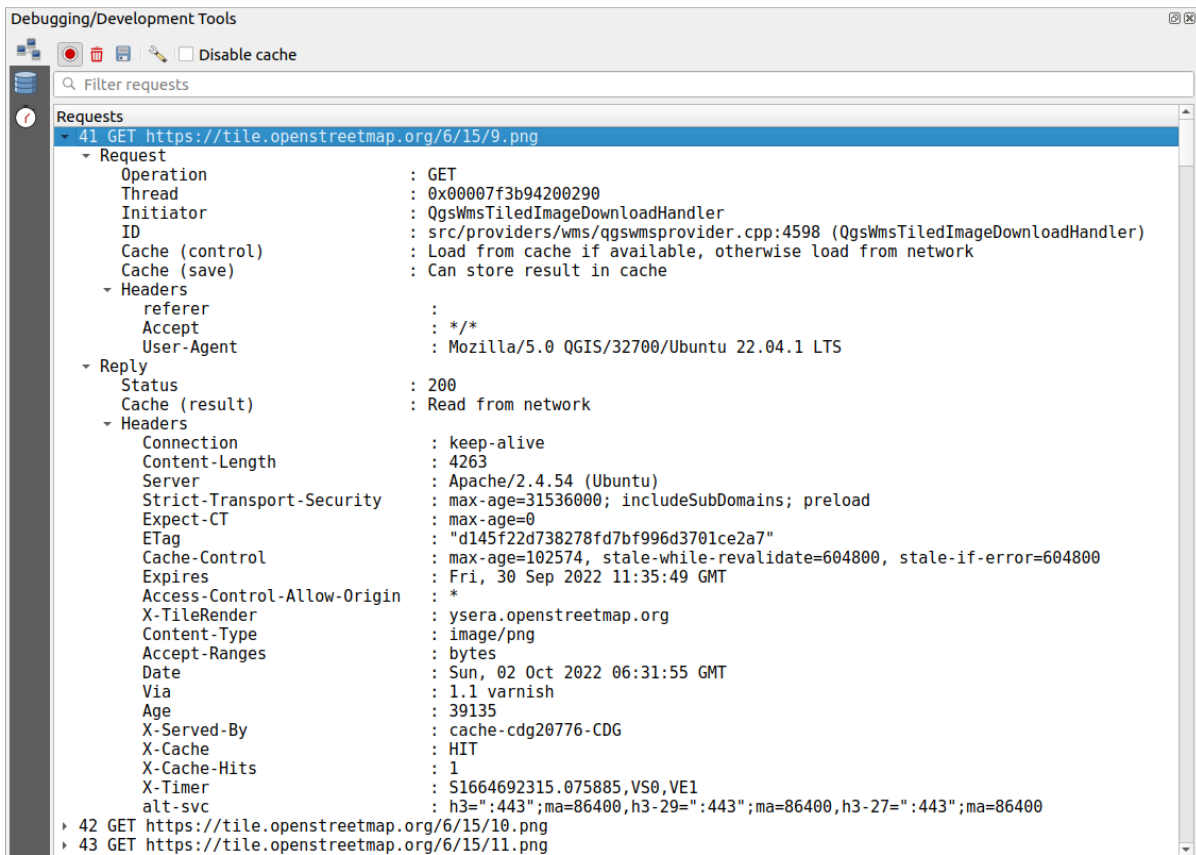 Debugging/Development Tools
Disable cache
Filter requests
Requests
41 GET https://tile.openstreetmap.org/6/15/9.png
Request
Operation : GET
Thread : 0x00007f3b94200290
Initiator : QgsWmsTiledImageDownloadHandler
ID : src/providers/wms/qgswmsprovider.cpp:4598 (QgsWmsTiledImageDownloadHandler)
Cache (control) : Load from cache if available, otherwise load from network
Cache (save) : Can store result in cache
Headers
referer :
Accept : */*
User-Agent : Mozilla/5.0 QGIS/32700/Ubuntu 22.04.1 LTS
Reply
Status : 200
Cache (result) : Read from network
Headers
Connection : keep-alive
Content-Length : 4263
Server : Apache/2.4.54 (Ubuntu)
Strict-Transport-Security : max-age=31536000; includeSubDomains; preload
Expect-CT : max-age=0
ETag : "d145f22d738278fd7bf996d3701ce2a7"
Cache-Control : max-age=102574, stale-while-revalidate=604800, stale-if-error=604800
Expires : Fri, 30 Sep 2022 11:35:49 GMT
Access-Control-Allow-Origin : *
X-TileRender : ysera.openstreetmap.org
Content-Type : image/png
Accept-Ranges : bytes
Date : Sun, 02 Oct 2022 06:31:55 GMT
Via : 1.1 varnish
Age : 39135
X-Served-By : cache-cdg20776-CDG
X-Cache : HIT
X-Cache-Hits : 1
X-Timer : S1664692315.075885,VS0,VE1
alt-svc : h3=":443";ma=86400,h3-29=":443";ma=86400,h3-27=":443";ma=86400
42 GET https://tile.openstreetmap.org/6/15/10.png
43 GET https://tile.openstreetmap.org/6/15/11.png